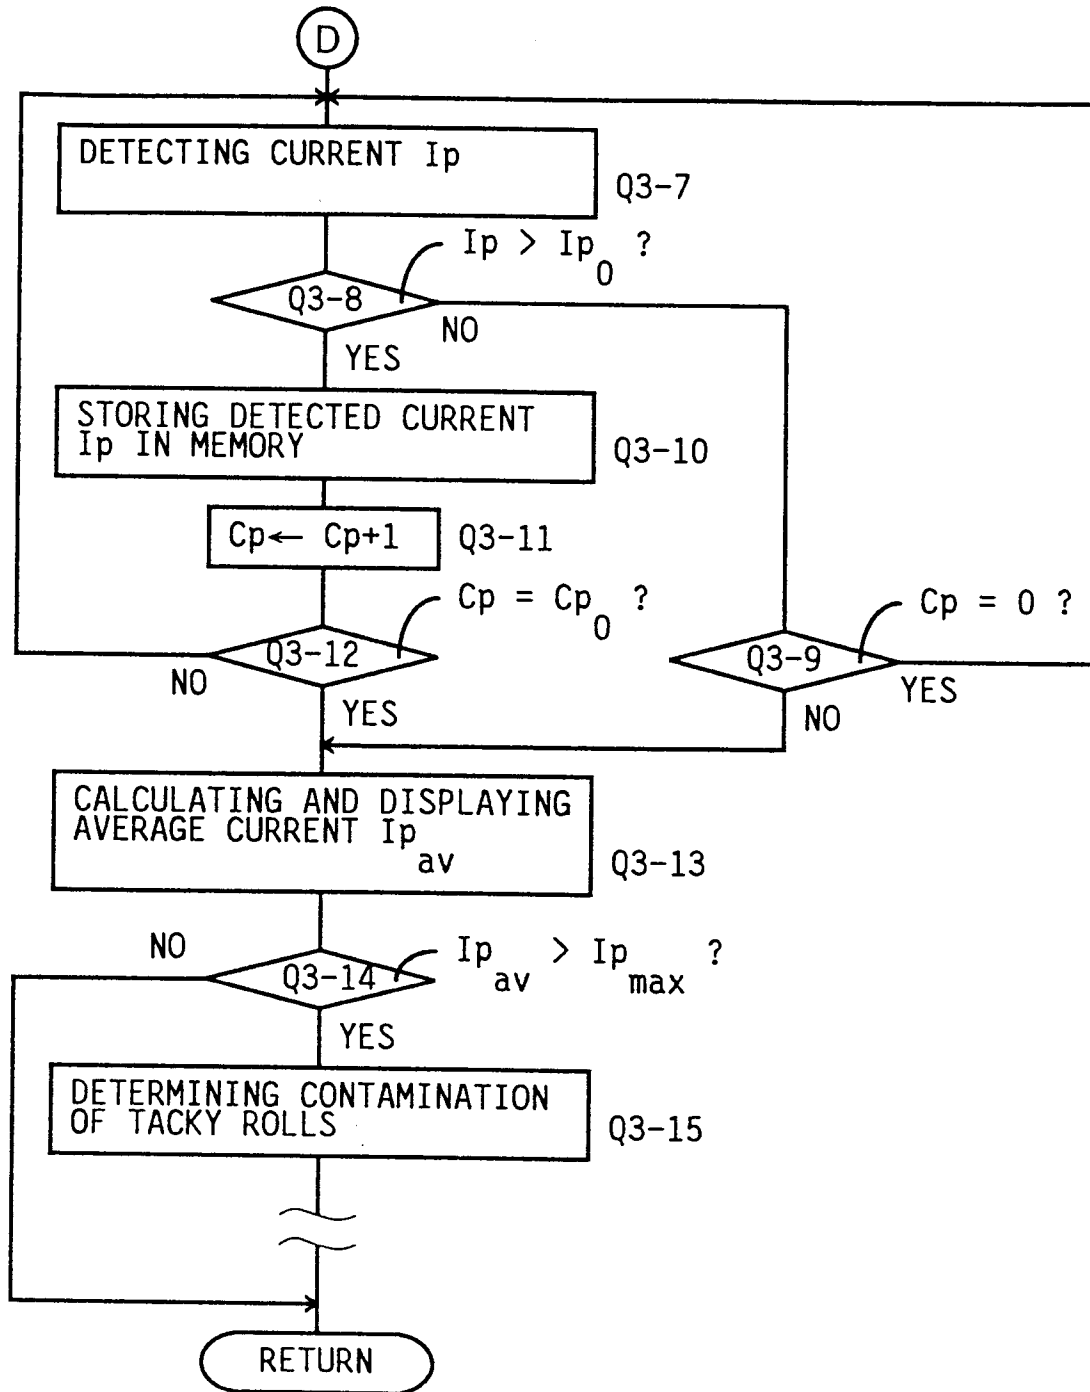 D
DETECTING CURRENT Ip
Q3-7
Ip > Ip0 ?
Q3-8
NO
YES
STORING DETECTED CURRENT
Ip IN MEMORY
Q3-10
Cp← Cp+1
Q3-11
Cp = Cp0 ?
Cp = 0 ?
Q3-12
Q3-9
NO
YES
YES
NO
CALCULATING AND DISPLAYING
AVERAGE CURRENT Ipav
Q3-13
NO
Ipav > Ipmax ?
Q3-14
YES
DETERMINING CONTAMINATION
OF TACKY ROLLS
Q3-15
RETURN